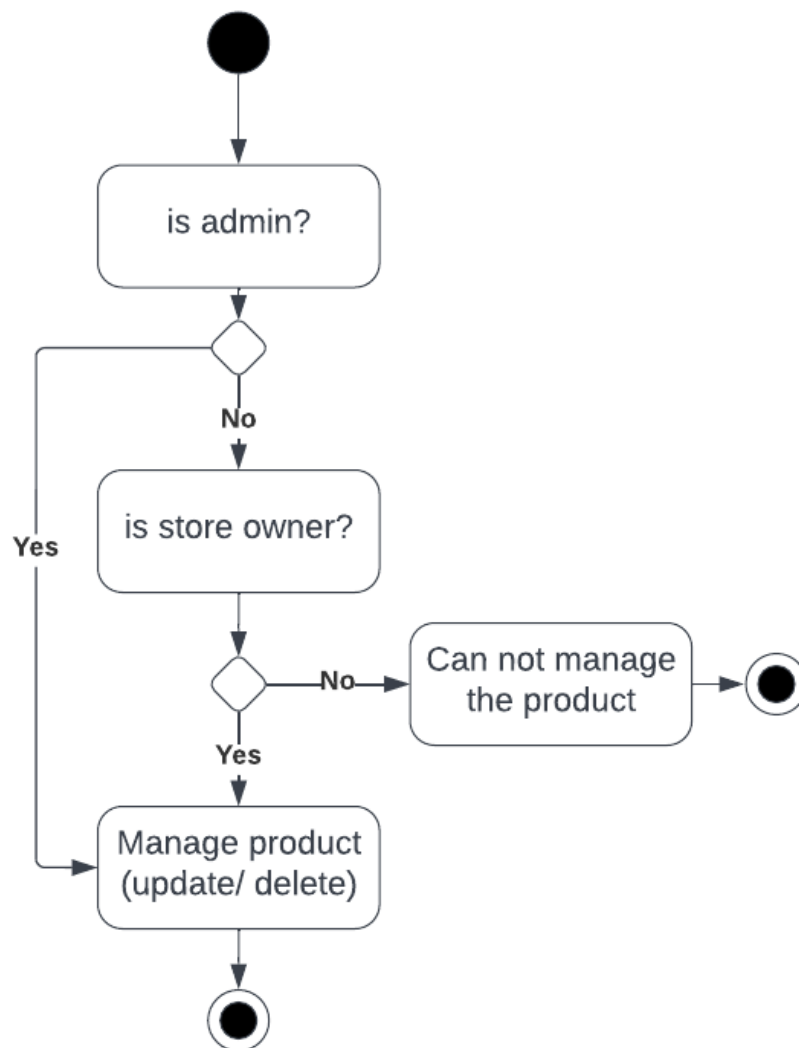 is admin?
No
is store owner?
Yes
No
Can not manage
the product
Yes
Manage product
(update/ delete)